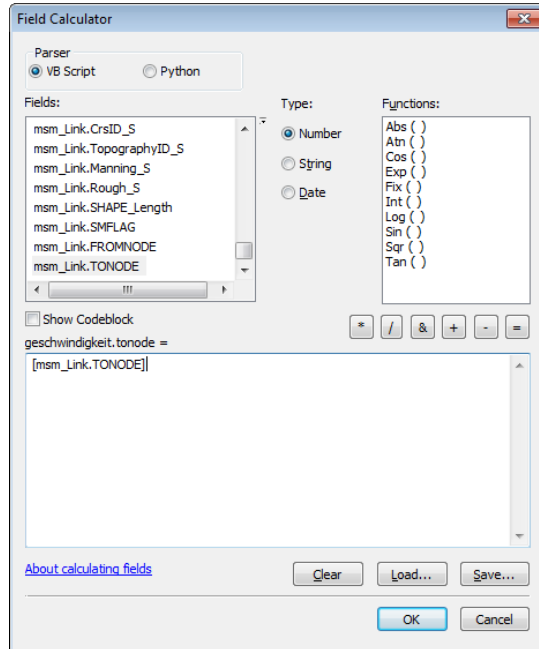 Field Calculator
Parser
VB Script Python
Fields:
Type:
Functions:
msm_Link.CrsID_S
msm_Link.TopographyID_S
msm_Link.Manning_S
msm_Link.Rough_S
msm_Link.SHAPE_Length
msm_Link.SMFLAG
msm_Link.FROMNODE
msm_Link.TONODE
Number
String
Date
Abs ( )
Atn ( )
Cos ( )
Exp ( )
Fix ( )
Int ( )
Log ( )
Sin ( )
Sqr ( )
Tan ( )
Show Codeblock
* / & + - =
geschwindigkeit.tonode =
[msm_Link.TONODE]
About calculating fields
Clear Load... Save...
OK Cancel